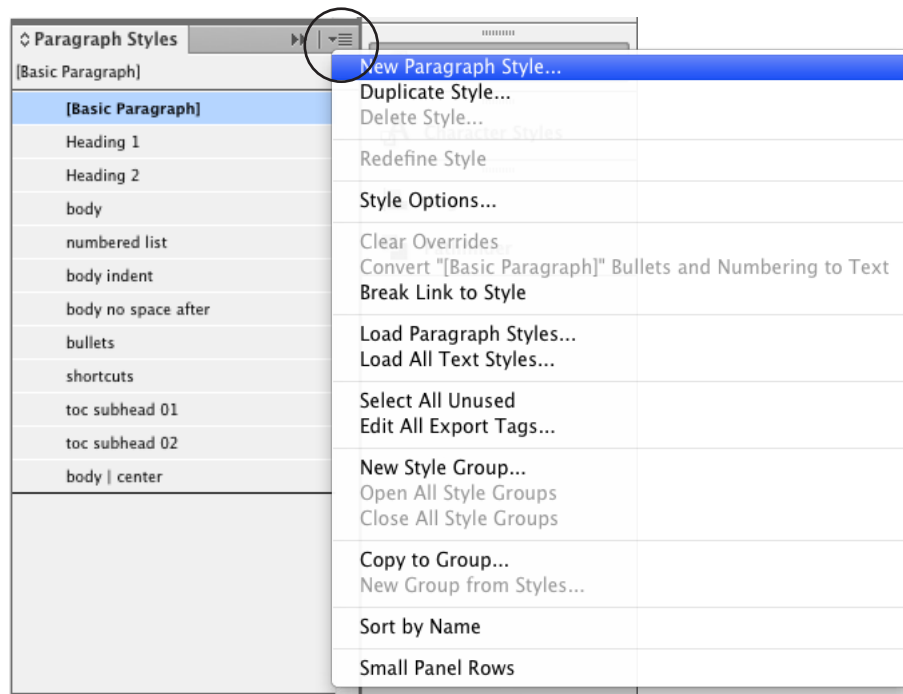 Paragraph Styles
[Basic Paragraph]
[Basic Paragraph]
Heading 1
Heading 2
body
numbered list
body indent
body no space after
bullets
shortcuts
toc subhead 01
toc subhead 02
body | center
New Paragraph Style...
Duplicate Style...
Delete Style...
Character Styles
Redefine Style
Style Options...
Clear Overrides
Convert "[Basic Paragraph]" Bullets and Numbering to Text
Break Link to Style
Load Paragraph Styles...
Load All Text Styles...
Select All Unused
Edit All Export Tags...
New Style Group...
Open All Style Groups
Close All Style Groups
Copy to Group...
New Group from Styles...
Sort by Name
Small Panel Rows